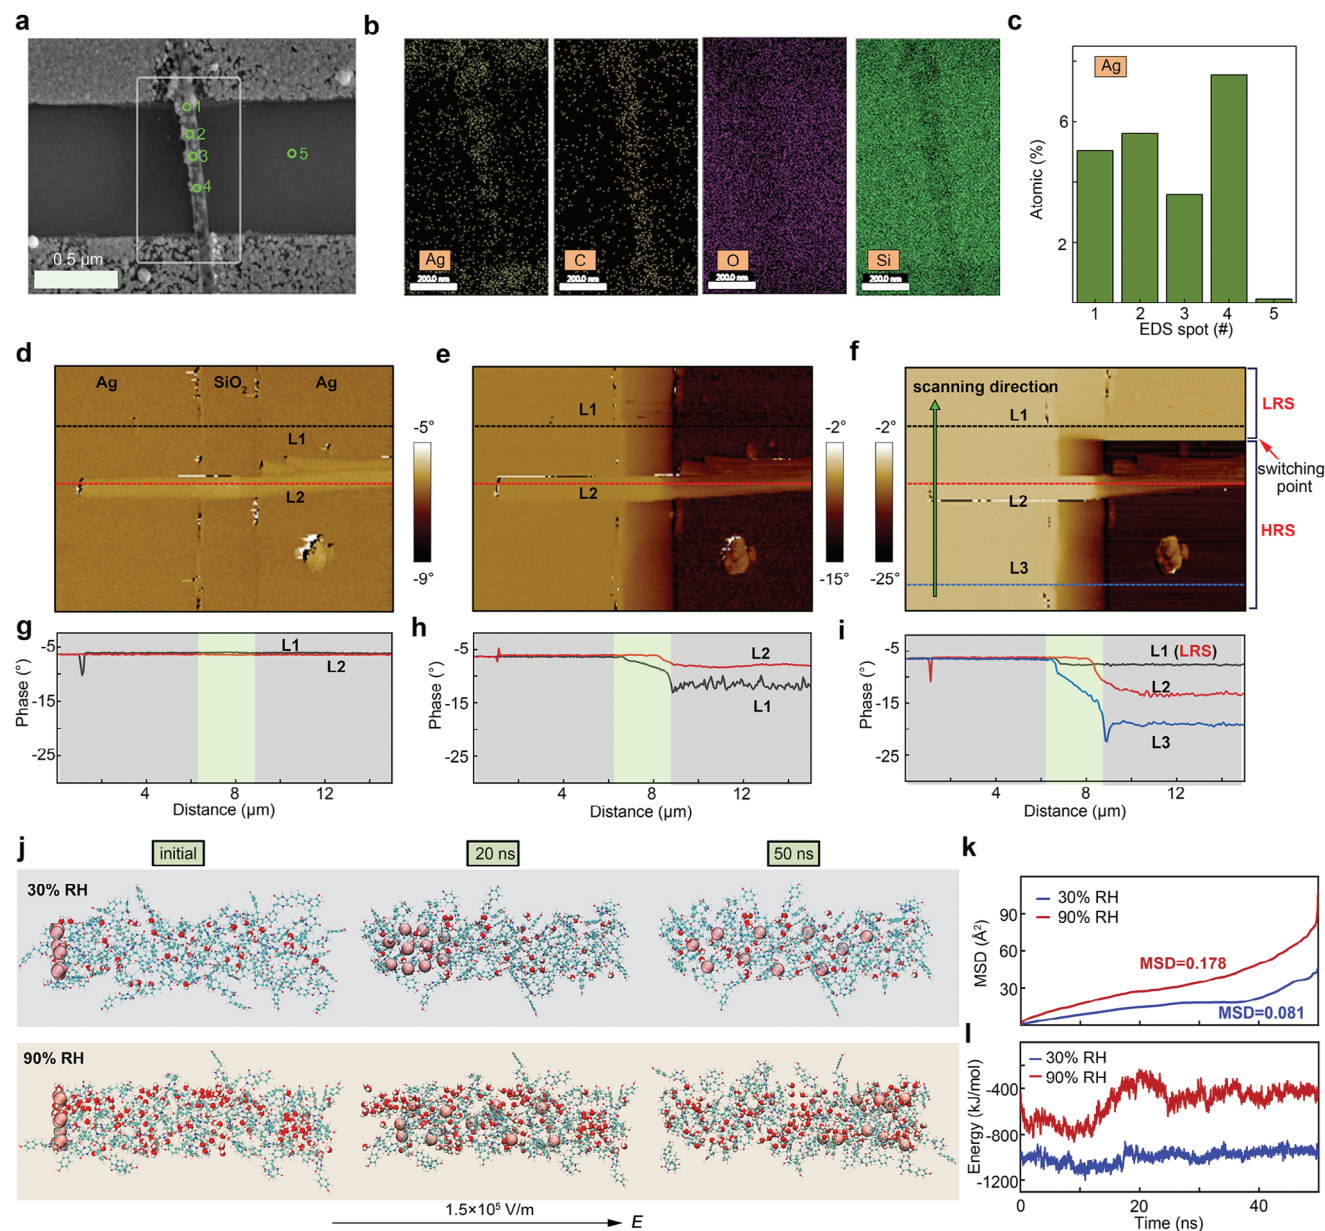 a
1
2
3
4
5
0.5 µm
b
Ag
200.0 nm
C
200.0 nm
O
200.0 nm
Si
200.0 nm
c
Ag
Atomic (%)
6
2
1 2 3 4 5
EDS spot (#)
d
Ag SiO₂ Ag
L1
L2
-5°
-9°
e
L1
L2
-2°
-15°
f
scanning direction
L1
L2
L3
-2°
-25°
LRS
switching
point
HRS
g
Phase (°)
-5
-15
-25
L1
L2
4 8 12
Distance (µm)
h
Phase (°)
-5
-15
-25
L2
L1
4 8 12
Distance (µm)
i
Phase (°)
-5
-15
-25
L1 (LRS)
L2
L3
4 8 12
Distance (µm)
j
initial 20 ns 50 ns
30% RH
90% RH
1.5×10⁵ V/m
E
k
MSD (Å²)
90
60
30
30% RH
90% RH
MSD=0.178
MSD=0.081
l
Energy (kJ/mol)
-400
-800
-1200
30% RH
90% RH
0 20 40
Time (ns)